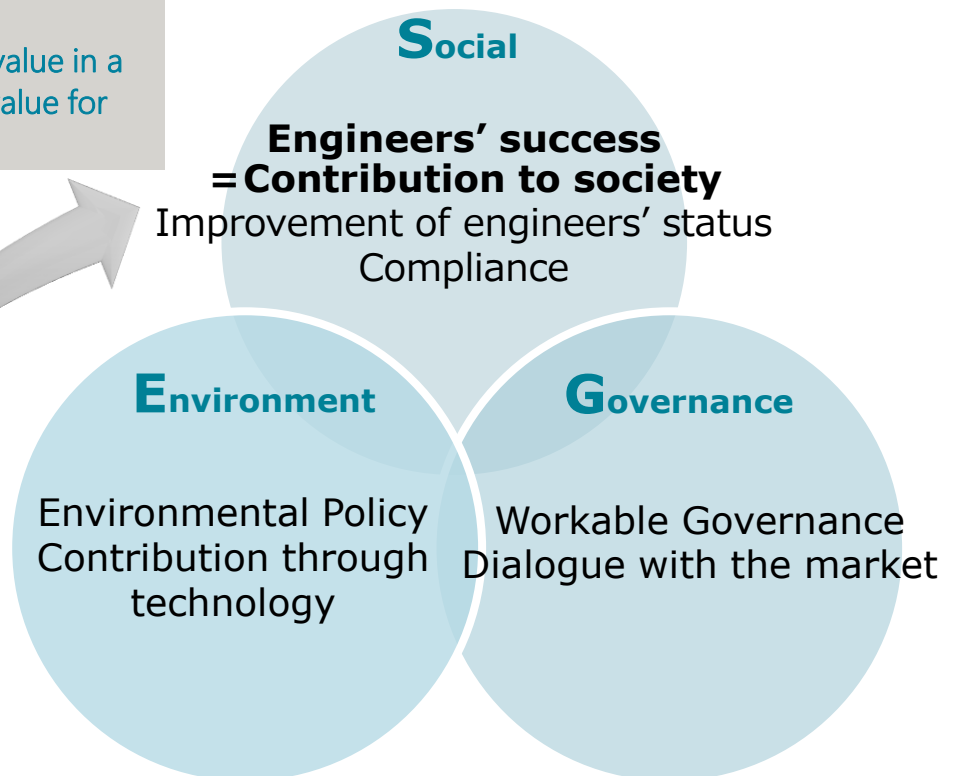 value in a
alue for
Social
Engineers’ success
=Contribution to society
Improvement of engineers’ status
Compliance
Environment
Environmental Policy
Contribution through
technology
Governance
Workable Governance
Dialogue with the market